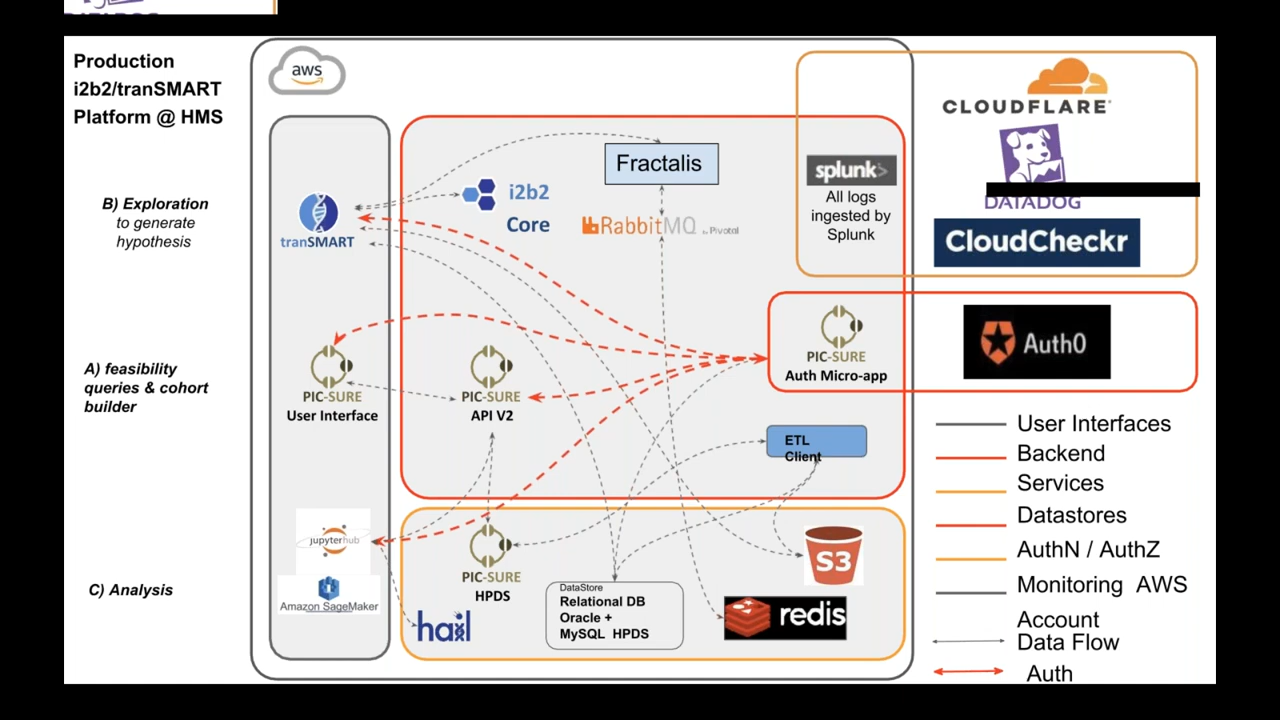 DATADOG
Production
i2b2/tranSMART
Platform @ HMS
aws
B) Exploration
to generate
hypothesis
tranSMART
i2b2
Core
Fractalis
RabbitMQ by Pivotal
splunk>
All logs
ingested by
Splunk
CLOUDFLARE
DATADOG
CloudCheckr
A) feasibility
queries & cohort
builder
PIC-SURE
User Interface
PIC-SURE
API V2
PIC-SURE
Auth Micro-app
Auth0
ETL
Client
User Interfaces
Backend
Services
Datastores
AuthN / AuthZ
Monitoring AWS
Account
Data Flow
Auth
C) Analysis
jupyterhub
Amazon SageMaker
PIC-SURE
HPDS
hail
DataStore
Relational DB
Oracle +
MySQL HPDS
S3
redis